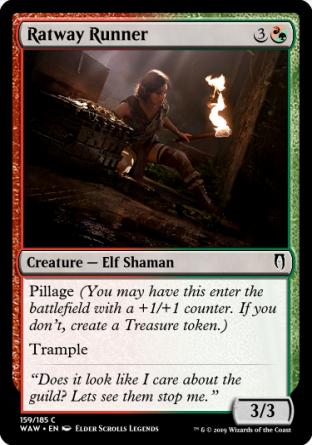 Ratway Runner 3
Creature — Elf Shaman
Pillage (You may have this enter the
battlefield with a +1/+1 counter. If you
don't, create a Treasure token.)
Trample
"Does it look like I care about the
guild? Lets see them stop me."
3/3
159/185 C
WAW • EN ELDER SCROLLS LEGENDS
™ & © 2019 Wizards of the Coast